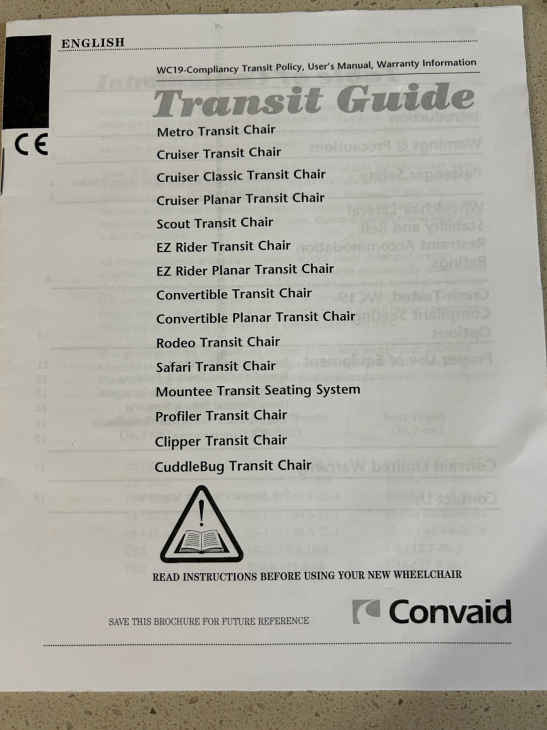 ENGLISH
WC19-Compliancy Transit Policy, User's Manual, Warranty Information
Transit Guide
CE
Metro Transit Chair
Cruiser Transit Chair
Cruiser Classic Transit Chair
Cruiser Planar Transit Chair
Scout Transit Chair
EZ Rider Transit Chair
EZ Rider Planar Transit Chair
Convertible Transit Chair
Convertible Planar Transit Chair
Rodeo Transit Chair
Safari Transit Chair
Mountee Transit Seating System
Profiler Transit Chair
Clipper Transit Chair
CuddleBug Transit Chair
!
READ INSTRUCTIONS BEFORE USING YOUR NEW WHEELCHAIR
SAVE THIS BROCHURE FOR FUTURE REFERENCE
Convaid